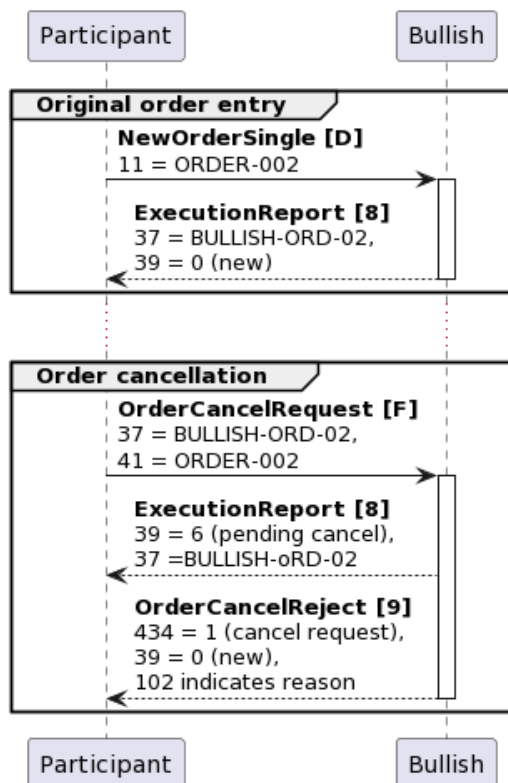 Participant
Bullish
Original order entry
NewOrderSingle [D]
11 = ORDER-002
ExecutionReport [8]
37 = BULLISH-ORD-02,
39 = 0 (new)
Order cancellation
OrderCancelRequest [F]
37 = BULLISH-ORD-02,
41 = ORDER-002
ExecutionReport [8]
39 = 6 (pending cancel),
37 =BULLISH-oRD-02
OrderCancelReject [9]
434 = 1 (cancel request),
39 = 0 (new),
102 indicates reason
Participant
Bullish